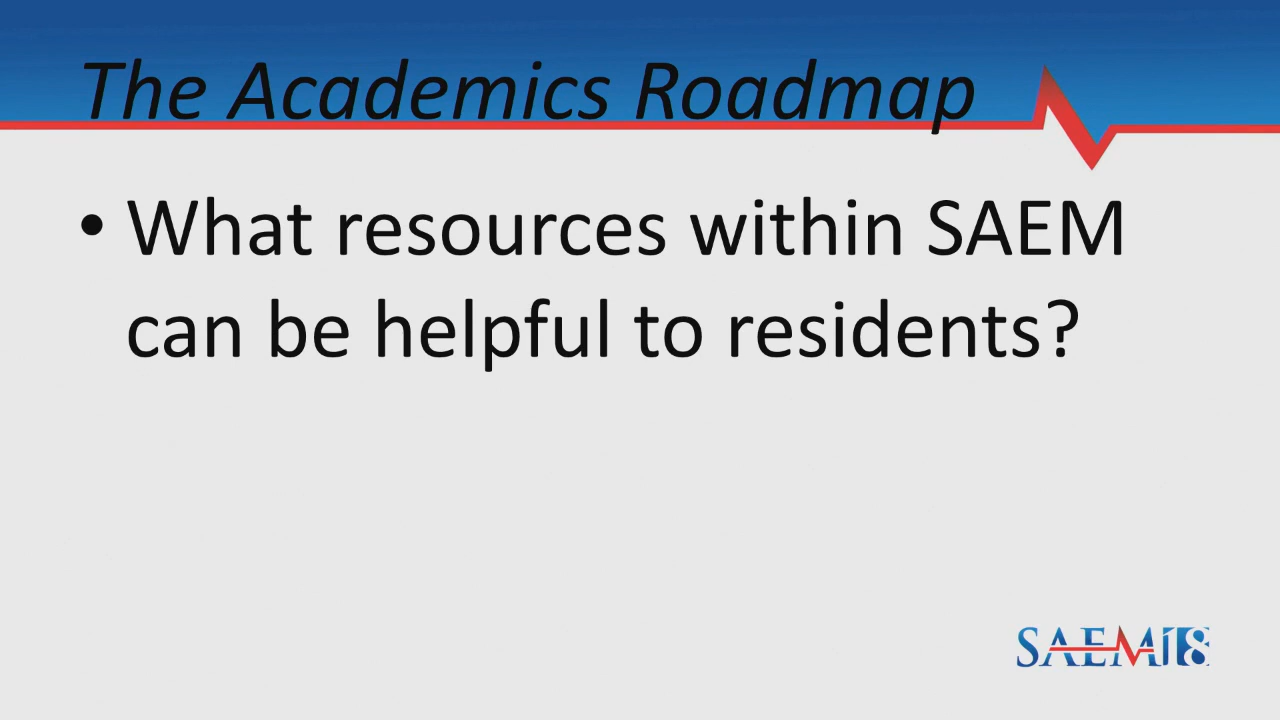 The Academics Roadmap
• What resources within SAEM
can be helpful to residents?
SAEM18